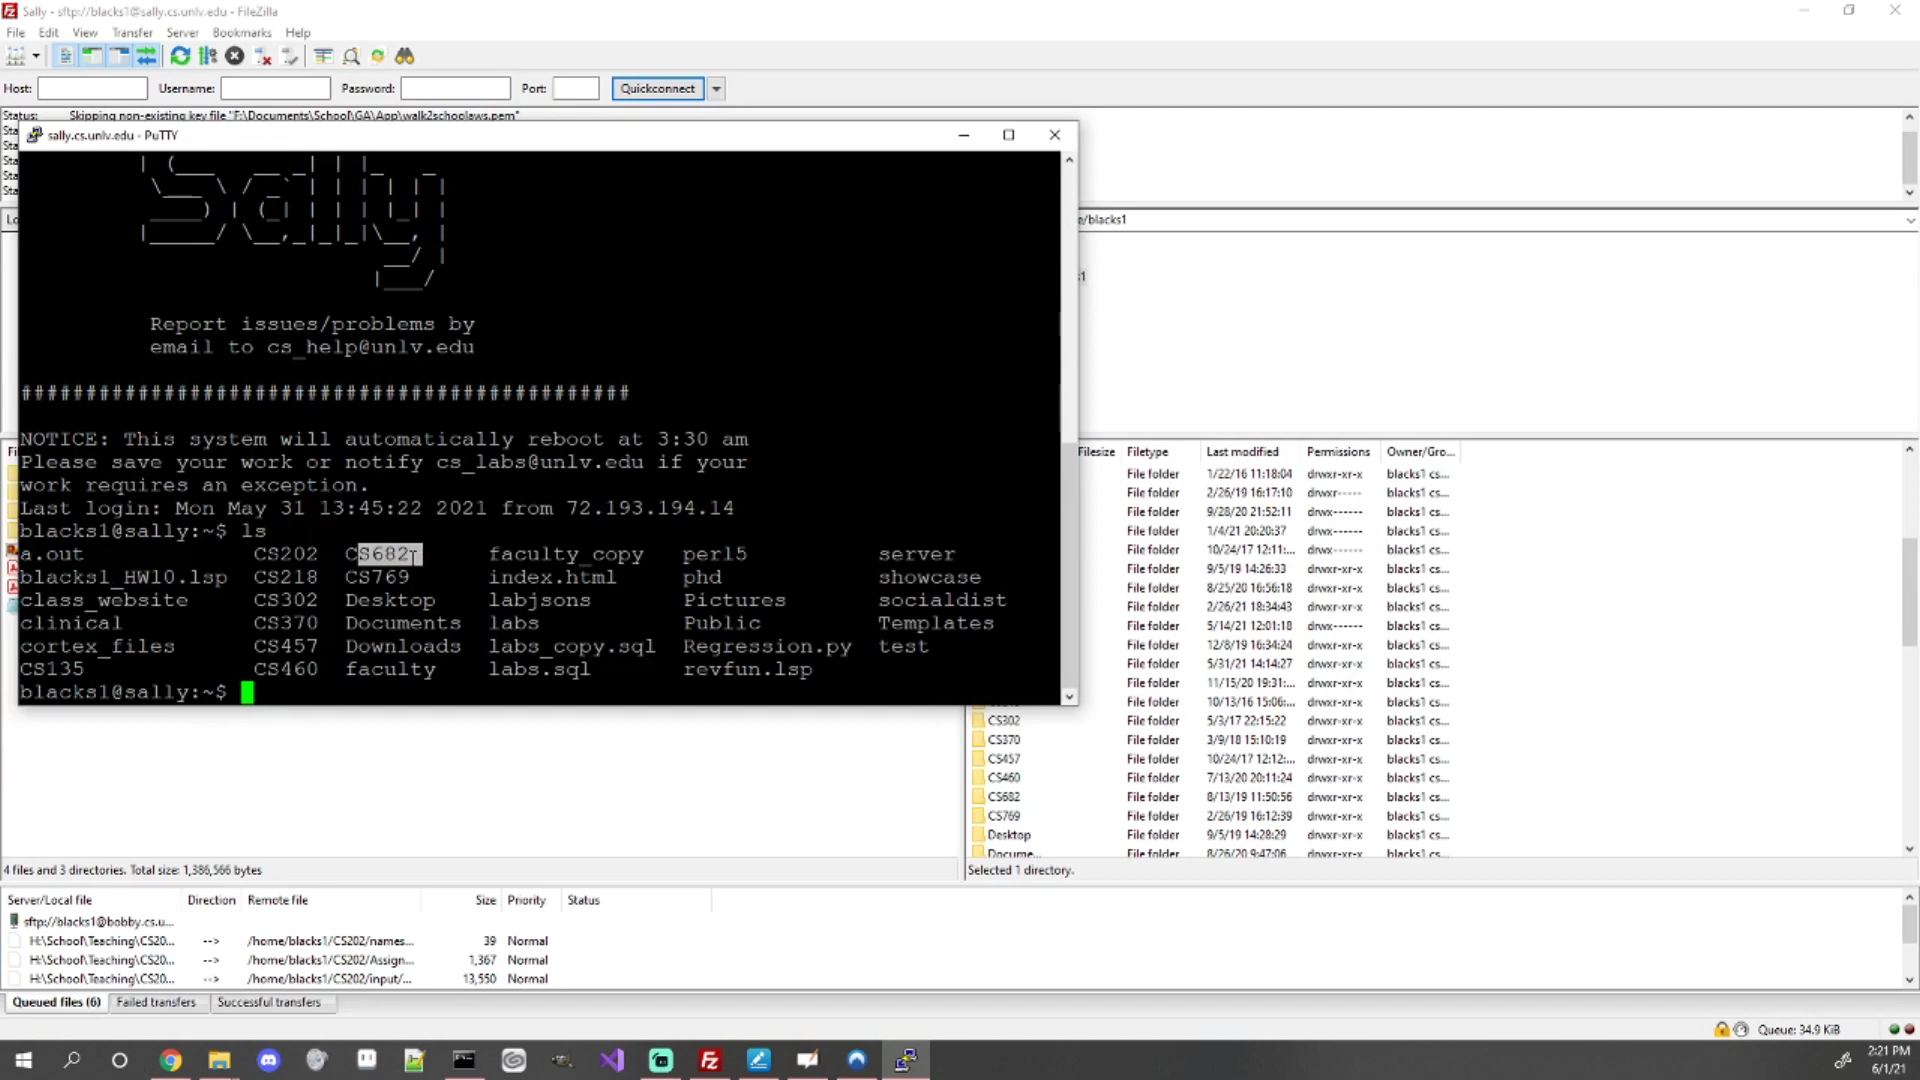 Sally - sftp://blacks1@sally.cs.unlv.edu - FileZilla
File Edit View Transfer Server Bookmarks Help
Host: Username: Password: Port: Quickconnect
Status: Skipping non-existing key file "F:\Documents\School\GA\App\walk2schoolaws.pem"
sally.cs.unlv.edu - PuTTY
Sally
Report issues/problems by
email to cs_help@unlv.edu
###############################################
NOTICE: This system will automatically reboot at 3:30 am
Please save your work or notify cs_labs@unlv.edu if your
work requires an exception.
Last login: Mon May 31 13:45:22 2021 from 72.193.194.14
blacks1@sally:~$ ls
a.out CS202 CS682 faculty_copy perl5 server
blacks1_HW10.lsp CS218 CS769 index.html phd showcase
class_website CS302 Desktop labjsons Pictures socialdist
clinical CS370 Documents labs Public Templates
cortex_files CS457 Downloads labs_copy.sql Regression.py test
CS135 CS460 faculty labs.sql revfun.lsp
blacks1@sally:~$
e/blacks1
Filesize Filetype Last modified Permissions Owner/Gro...
File folder 1/22/16 11:18:04 drwxr-xr-x blacks1 cs...
File folder 2/26/19 16:17:10 drwxr----- blacks1 cs...
File folder 9/28/20 21:52:11 drwx------ blacks1 cs...
File folder 1/4/21 20:20:37 drwx------ blacks1 cs...
File folder 10/24/17 12:11:... drwxr-xr-x blacks1 cs...
File folder 9/5/19 14:26:33 drwxr-xr-x blacks1 cs...
File folder 8/25/20 16:56:18 drwxr-xr-x blacks1 cs...
File folder 2/26/21 18:34:43 drwxr-xr-x blacks1 cs...
File folder 5/14/21 12:01:18 drwx------ blacks1 cs...
File folder 12/8/19 16:34:24 drwxr-xr-x blacks1 cs...
File folder 5/31/21 14:14:27 drwxr-xr-x blacks1 cs...
File folder 11/15/20 19:31:... drwxr-xr-x blacks1 cs...
File folder 10/13/16 15:06:... drwxr-xr-x blacks1 cs...
CS302 File folder 5/3/17 22:15:22 drwxr-xr-x blacks1 cs...
CS370 File folder 3/9/18 15:10:19 drwxr-xr-x blacks1 cs...
CS457 File folder 10/24/17 12:12:... drwxr-xr-x blacks1 cs...
CS460 File folder 7/13/20 20:11:24 drwxr-xr-x blacks1 cs...
CS682 File folder 8/13/19 11:50:56 drwxr-xr-x blacks1 cs...
CS769 File folder 2/26/19 16:12:39 drwxr-xr-x blacks1 cs...
Desktop File folder 9/5/19 14:28:29 drwxr-xr-x blacks1 cs...
Docume... File folder 8/26/20 9:47:06 drwxr-xr-x blacks1 cs...
4 files and 3 directories. Total size: 1,386,566 bytes
Selected 1 directory.
Server/Local file Direction Remote file Size Priority Status
sftp://blacks1@bobby.cs.u...
H:\School\Teaching\CS20... --> /home/blacks1/CS202/names... 39 Normal
H:\School\Teaching\CS20... --> /home/blacks1/CS202/Assign... 1,367 Normal
H:\School\Teaching\CS20... --> /home/blacks1/CS202/input/... 13,550 Normal
Queued files (6) Failed transfers Successful transfers
Queue: 34.9 KiB
2:21 PM
6/1/21